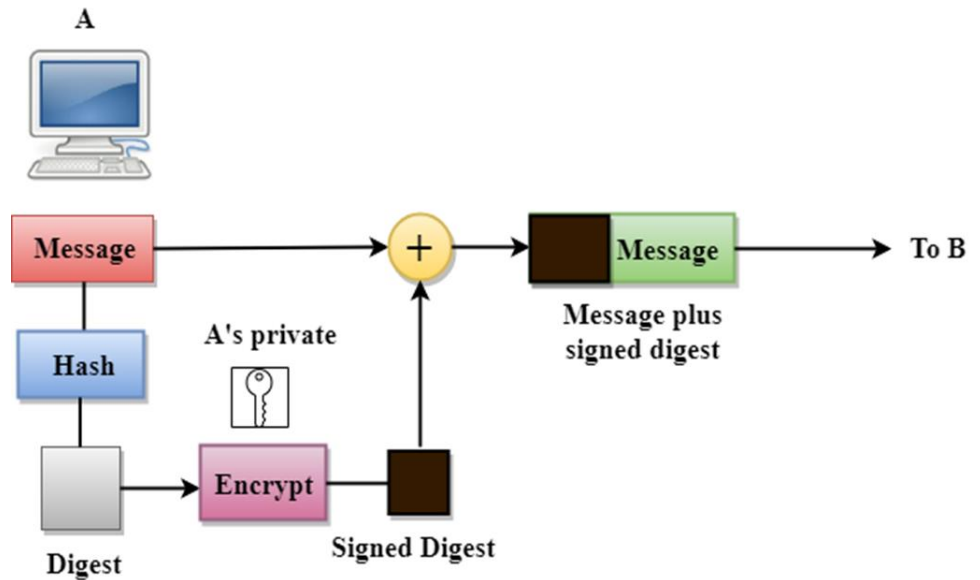 A
Message
+
Message
To B
Message plus
signed digest
Hash
A's private
Encrypt
Digest
Signed Digest